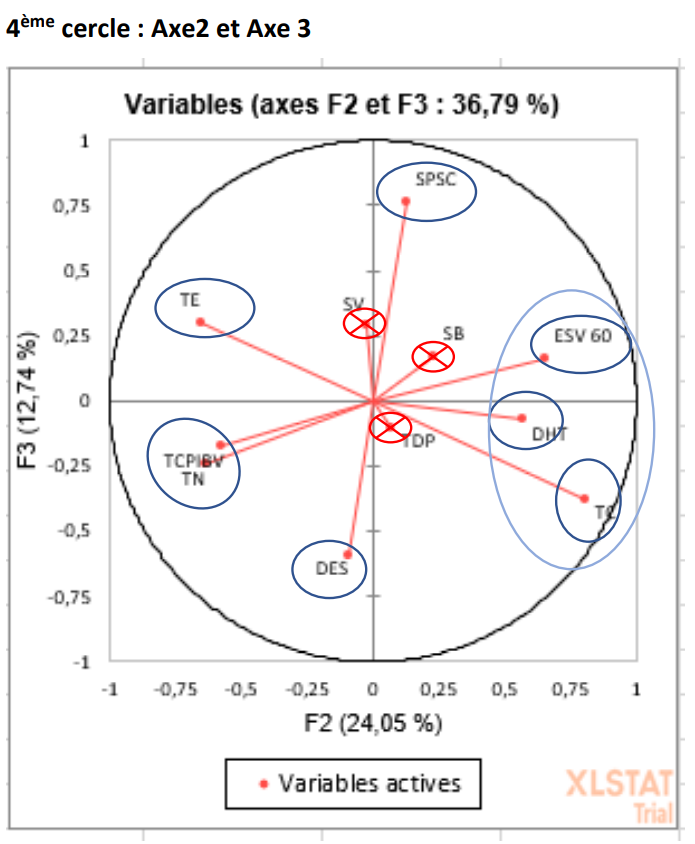 4ème cercle : Axe2 et Axe 3
Variables (axes F2 et F3 : 36,79 %)
1
SPSC
0,75
0,5
TE
SV
0,25
SB
ESV 60
F3 (12,74 %)
0
DHT
TDP
-0,25
TCPIBV
TN
TC
-0,5
DES
-0,75
-1
-1 -0,75 -0,5 -0,25 0 0,25 0,5 0,75 1
F2 (24,05 %)
Variables actives
XLSTAT
Trial